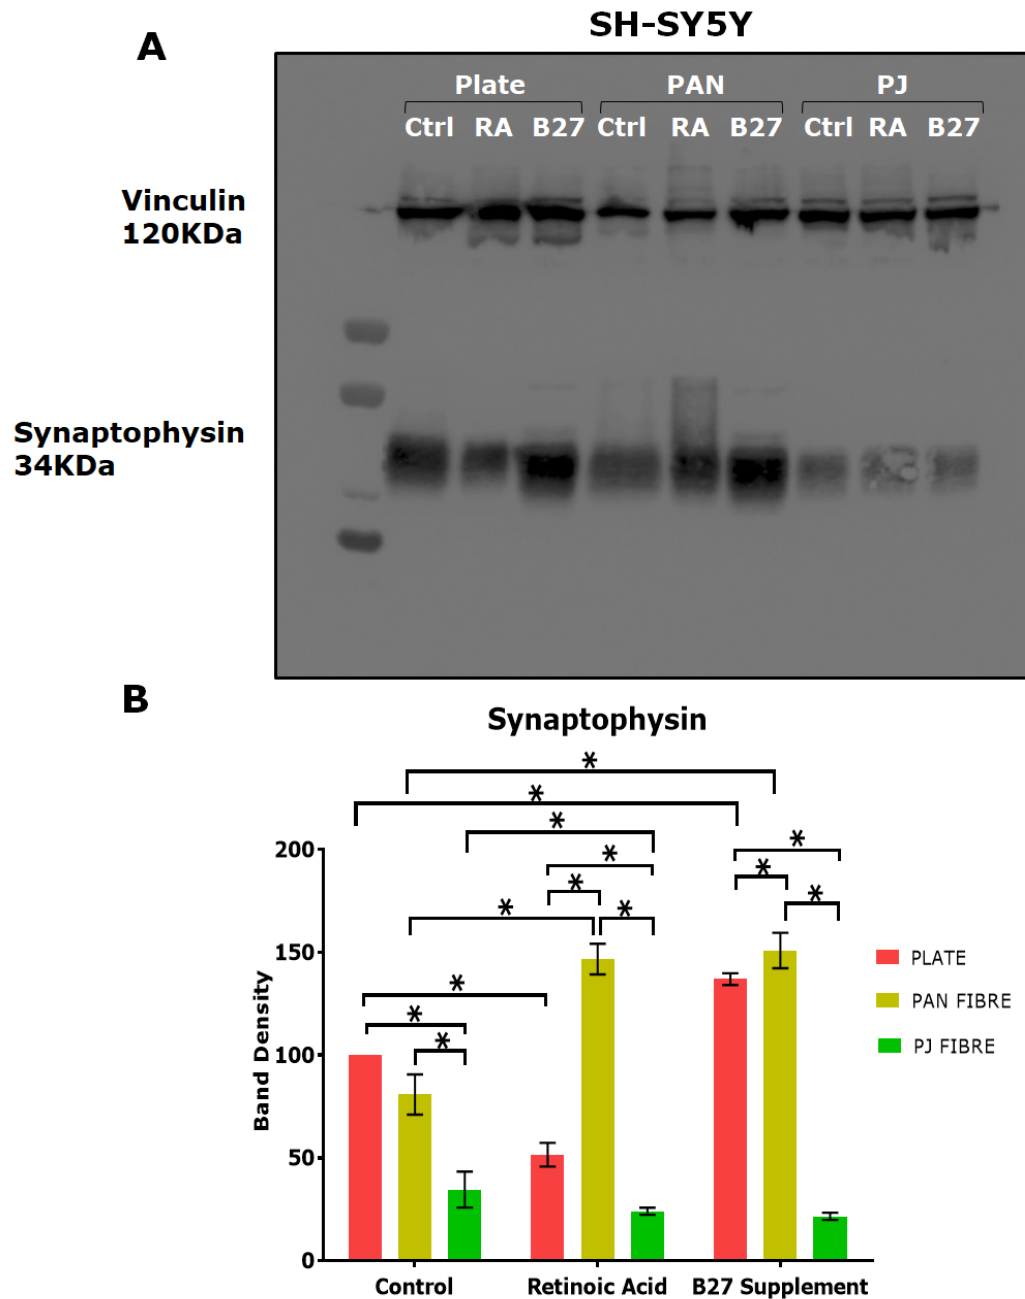 SH-SY5Y
A
Plate PAN PJ
Ctrl RA B27 Ctrl RA B27 Ctrl RA B27
Vinculin
120KDa
Synaptophysin
34KDa
B
Synaptophysin
* 
*
*
*
*
*
*
*
*
*
*
*
*
200
150
100
50
0
Band Density
Control Retinoic Acid B27 Supplement
PLATE
PAN FIBRE
PJ FIBRE